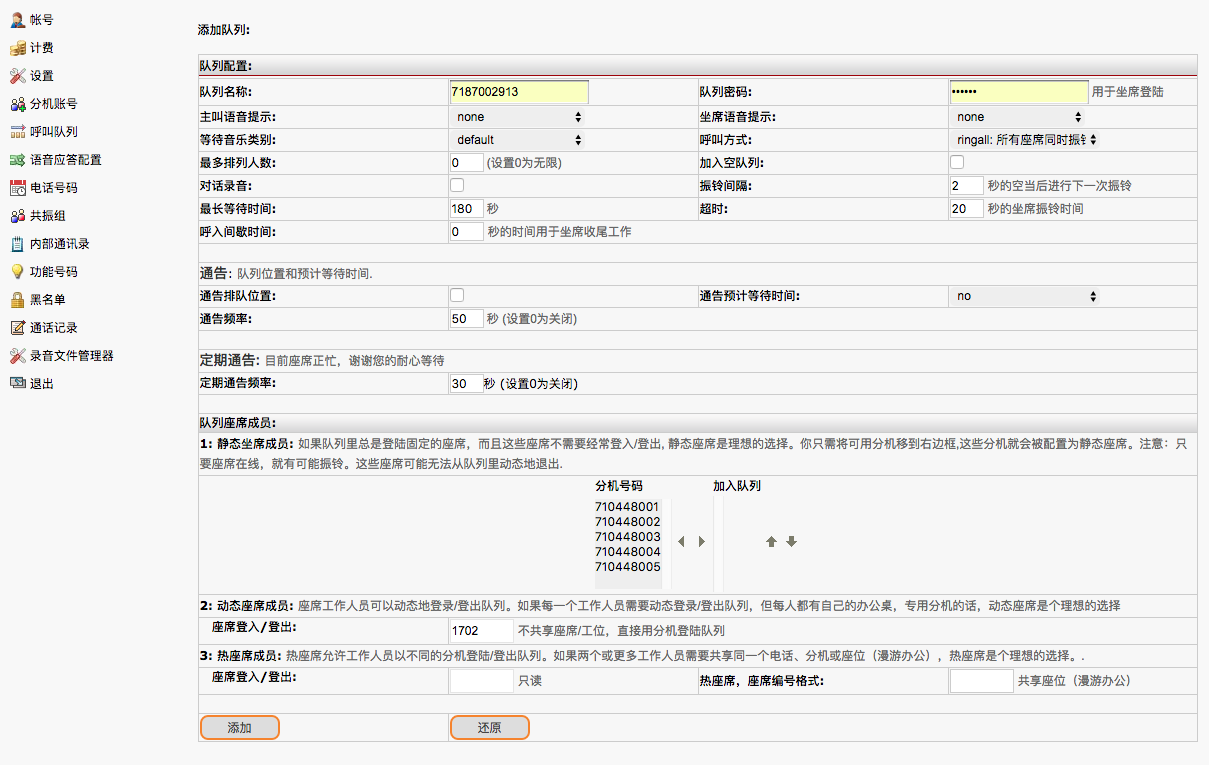 帐号
计费
设置
分机账号
呼叫队列
语音应答配置
电话号码
共振组
内部通讯录
功能号码
黑名单
通话记录
录音文件管理器
退出
添加队列:
队列配置:
队列名称: 7187002913 队列密码: •••••• 用于坐席登陆
主叫语音提示: none 坐席语音提示: none
等待音乐类别: default 呼叫方式: ringall: 所有座席同时振铃
最多排列人数: 0 (设置0为无限) 加入空队列:
对话录音: 振铃间隔: 2 秒的空当后进行下一次振铃
最长等待时间: 180 秒 超时: 20 秒的坐席振铃时间
呼入间歇时间: 0 秒的时间用于坐席收尾工作
通告: 队列位置和预计等待时间.
通告排队位置: 通告预计等待时间: no
通告频率: 50 秒 (设置0为关闭)
定期通告: 目前座席正忙，谢谢您的耐心等待
定期通告频率: 30 秒 (设置0为关闭)
队列座席成员:
1: 静态坐席成员: 如果队列里总是登陆固定的座席，而且这些座席不需要经常登入/登出, 静态座席是理想的选择。你只需将可用分机移到右边框,这些分机就会被配置为静态座席。注意：只
要座席在线，就有可能振铃。这些座席可能无法从队列里动态地退出.
分机号码 加入队列
710448001
710448002
710448003
710448004
710448005
2: 动态座席成员: 座席工作人员可以动态地登录/登出队列。如果每一个工作人员需要动态登录/登出队列，但每人都有自己的办公桌，专用分机的话，动态座席是个理想的选择
座席登入/登出: 1702 不共享座席/工位，直接用分机登陆队列
3: 热座席成员: 热座席允许工作人员以不同的分机登陆/登出队列。如果两个或更多工作人员需要共享同一个电话、分机或座位（漫游办公），热座席是个理想的选择。.
座席登入/登出: 只读 热座席，座席编号格式: 共享座位（漫游办公）
添加 还原